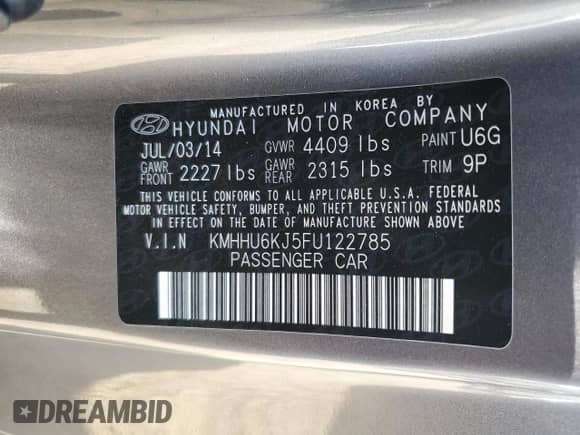 MANUFACTURED IN KOREA BY
HYUNDAI MOTOR COMPANY
JUL/03/14 GVWR 4409 lbs PAINT U6G
GAWR FRONT 2227 lbs GAWR REAR 2315 lbs TRIM 9P
THIS VEHICLE CONFORMS TO ALL APPLICABLE U.S.A. FEDERAL
MOTOR VEHICLE SAFETY, BUMPER, AND THEFT PREVENTION STANDARDS
IN EFFECT ON THE DATE OF MANUFACTURE SHOWN ABOVE
V.I.N KMHHU6KJ5FU122785
PASSENGER CAR
DREAMBID